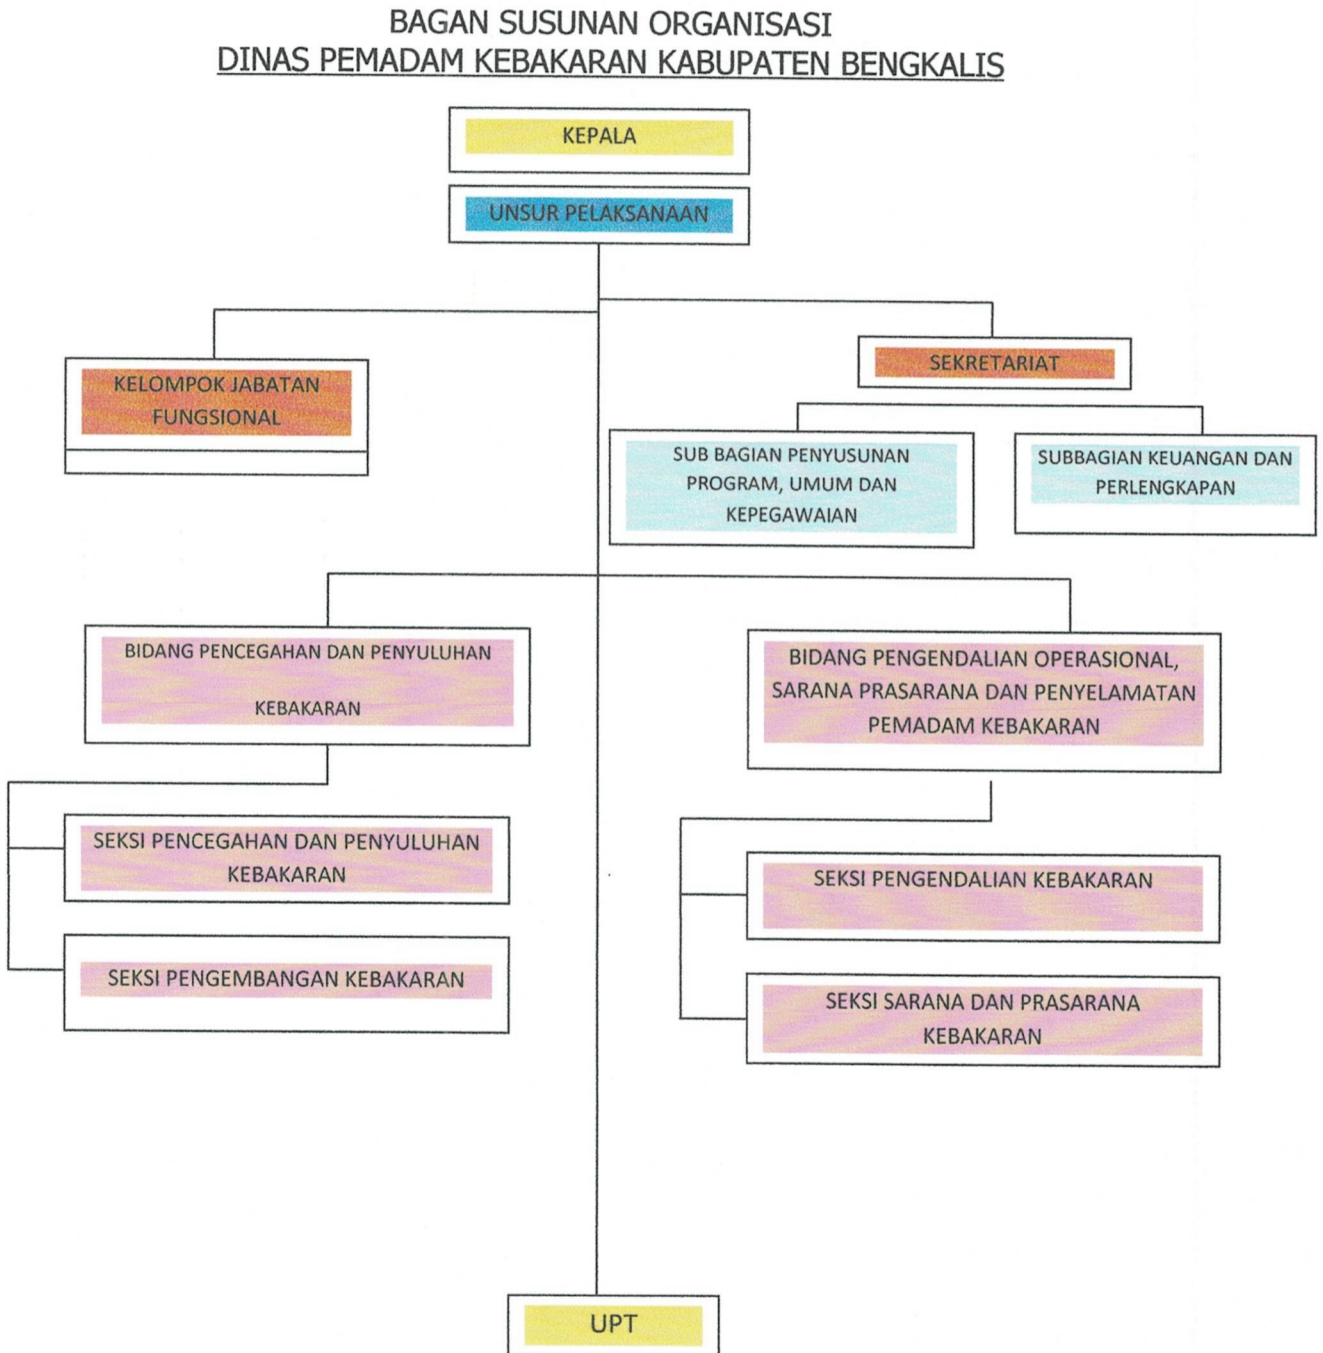 BAGAN SUSUNAN ORGANISASI
DINAS PEMADAM KEBAKARAN KABUPATEN BENGKALIS
KEPALA
UNSUR PELAKSANAAN
KELOMPOK JABATAN
FUNGSIONAL
SEKRETARIAT
SUB BAGIAN PENYUSUNAN
PROGRAM, UMUM DAN
KEPEGAWAIAN
SUBBAGIAN KEUANGAN DAN
PERLENGKAPAN
BIDANG PENCEGAHAN DAN PENYULUHAN
KEBAKARAN
BIDANG PENGENDALIAN OPERASIONAL,
SARANA PRASARANA DAN PENYELAMATAN
PEMADAM KEBAKARAN
SEKSI PENCEGAHAN DAN PENYULUHAN
KEBAKARAN
SEKSI PENGEMBANGAN KEBAKARAN
SEKSI PENGENDALIAN KEBAKARAN
SEKSI SARANA DAN PRASARANA
KEBAKARAN
UPT